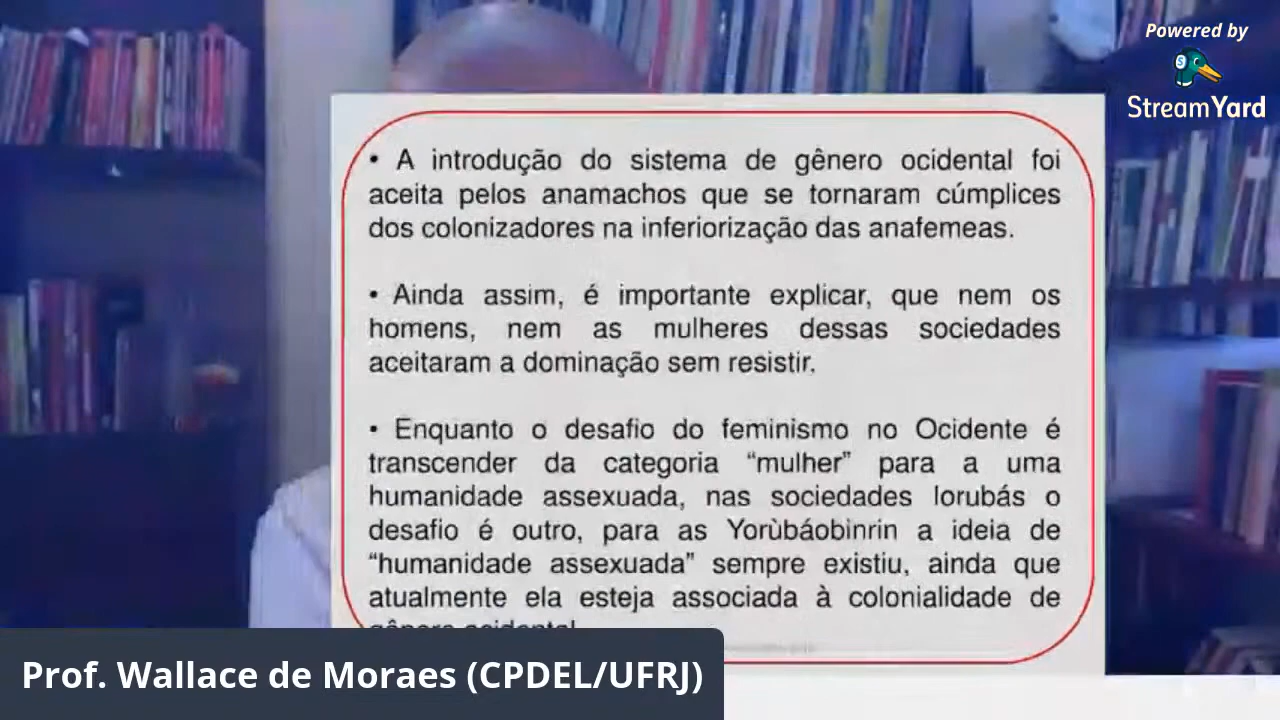 Powered by
StreamYard
• A introdução do sistema de gênero ocidental foi
aceita pelos anamachos que se tornaram cúmplices
dos colonizadores na inferiorização das anafemeas.
• Ainda assim, é importante explicar, que nem os
homens, nem as mulheres dessas sociedades
aceitaram a dominação sem resistir.
• Enquanto o desafio do feminismo no Ocidente é
transcender da categoria “mulher” para a uma
humanidade assexuada, nas sociedades Iorubás o
desafio é outro, para as Yorùbáobinrin a ideia de
“humanidade assexuada” sempre existiu, ainda que
atualmente ela esteja associada à colonialidade de
gênero ocidental
Prof. Wallace de Moraes (CPDEL/UFRJ)